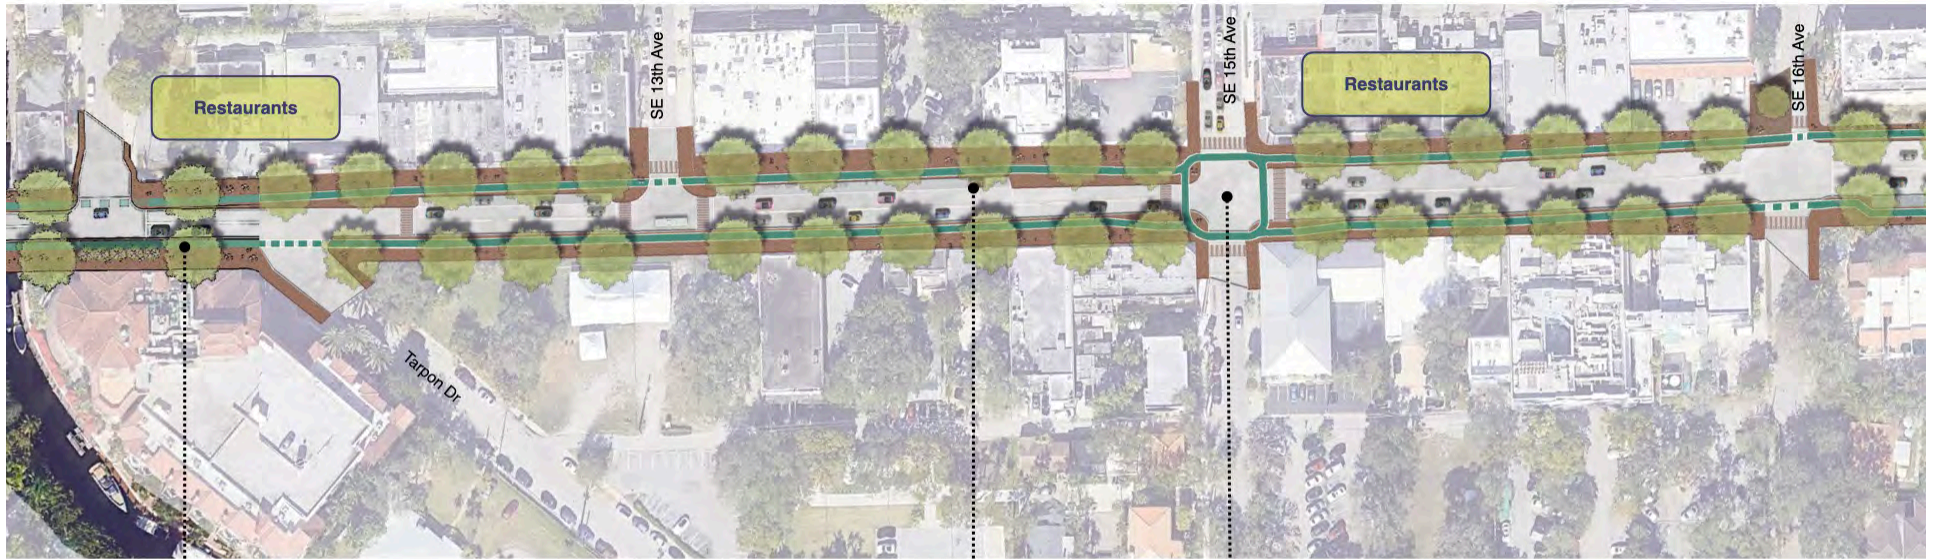 Restaurants
SE 13th Ave
SE 15th Ave
Restaurants
SE 16th Ave
Tarpon Dr